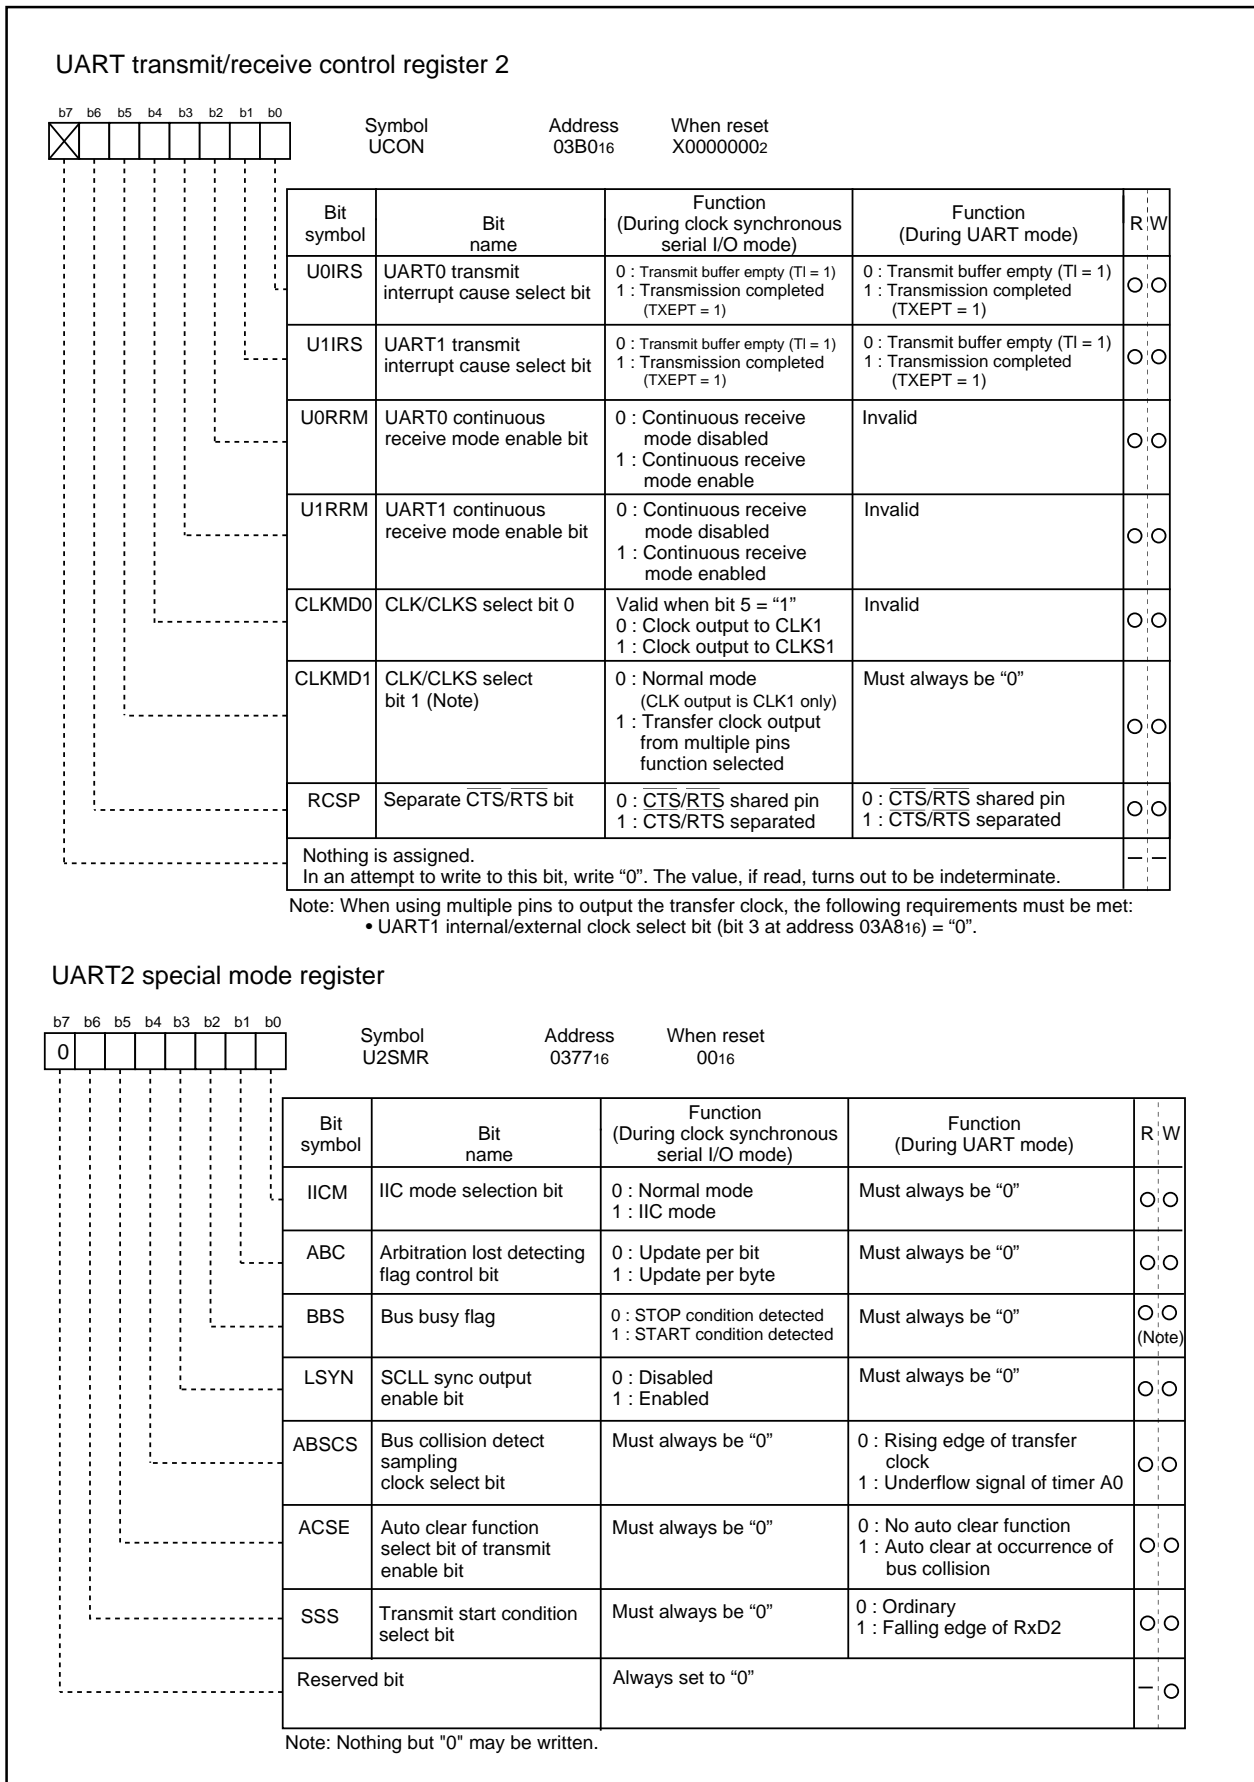 UART transmit/receive control register 2
b7 b6 b5 b4 b3 b2 b1 b0
Symbol Address When reset
UCON 03B016 X00000002
Bit symbol Bit name Function (During clock synchronous serial I/O mode) Function (During UART mode) R W
U0IRS UART0 transmit interrupt cause select bit
0 : Transmit buffer empty (Tl = 1)
1 : Transmission completed
(TXEPT = 1)
0 : Transmit buffer empty (Tl = 1)
1 : Transmission completed
(TXEPT = 1)
U1IRS UART1 transmit interrupt cause select bit
0 : Transmit buffer empty (Tl = 1)
1 : Transmission completed
(TXEPT = 1)
0 : Transmit buffer empty (Tl = 1)
1 : Transmission completed
(TXEPT = 1)
U0RRM UART0 continuous receive mode enable bit
0 : Continuous receive
mode disabled
1 : Continuous receive
mode enable
Invalid
U1RRM UART1 continuous receive mode enable bit
0 : Continuous receive
mode disabled
1 : Continuous receive
mode enabled
Invalid
CLKMD0 CLK/CLKS select bit 0
Valid when bit 5 = “1”
0 : Clock output to CLK1
1 : Clock output to CLKS1
Invalid
CLKMD1 CLK/CLKS select bit 1 (Note)
0 : Normal mode
(CLK output is CLK1 only)
1 : Transfer clock output
from multiple pins
function selected
Must always be “0”
RCSP Separate CTS/RTS bit
0 : CTS/RTS shared pin
1 : CTS/RTS separated
0 : CTS/RTS shared pin
1 : CTS/RTS separated
Nothing is assigned.
In an attempt to write to this bit, write “0”. The value, if read, turns out to be indeterminate.
Note: When using multiple pins to output the transfer clock, the following requirements must be met:
• UART1 internal/external clock select bit (bit 3 at address 03A816) = “0”.
UART2 special mode register
b7 b6 b5 b4 b3 b2 b1 b0
0
Symbol Address When reset
U2SMR 037716 0016
Bit symbol Bit name Function (During clock synchronous serial I/O mode) Function (During UART mode) R W
IICM IIC mode selection bit
0 : Normal mode
1 : IIC mode
Must always be “0”
ABC Arbitration lost detecting flag control bit
0 : Update per bit
1 : Update per byte
Must always be “0”
BBS Bus busy flag
0 : STOP condition detected
1 : START condition detected
Must always be “0”
(Note)
LSYN SCLL sync output enable bit
0 : Disabled
1 : Enabled
Must always be “0”
ABSCS Bus collision detect sampling clock select bit
Must always be “0”
0 : Rising edge of transfer
clock
1 : Underflow signal of timer A0
ACSE Auto clear function select bit of transmit enable bit
Must always be “0”
0 : No auto clear function
1 : Auto clear at occurrence of
bus collision
SSS Transmit start condition select bit
Must always be “0”
0 : Ordinary
1 : Falling edge of RxD2
Reserved bit Always set to “0”
Note: Nothing but "0" may be written.